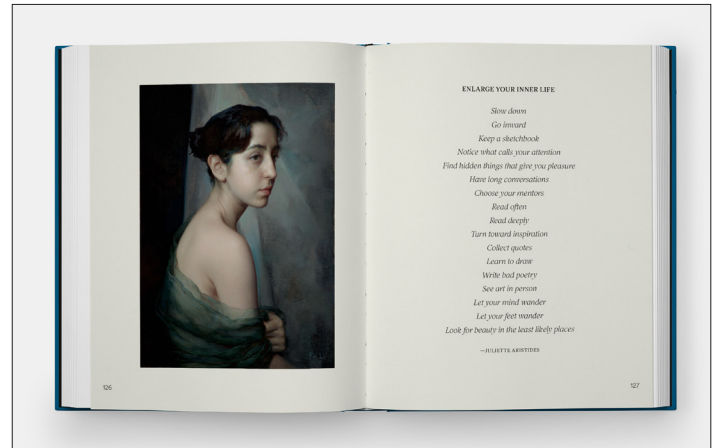 126
ENLARGE YOUR INNER LIFE
Slow down
Go inward
Keep a sketchbook
Notice what calls your attention
Find hidden things that give you pleasure
Have long conversations
Choose your mentors
Read often
Read deeply
Turn toward inspiration
Collect quotes
Learn to draw
Write bad poetry
See art in person
Let your mind wander
Let your feet wander
Look for beauty in the least likely places
—JULIETTE ARISTIDES
127